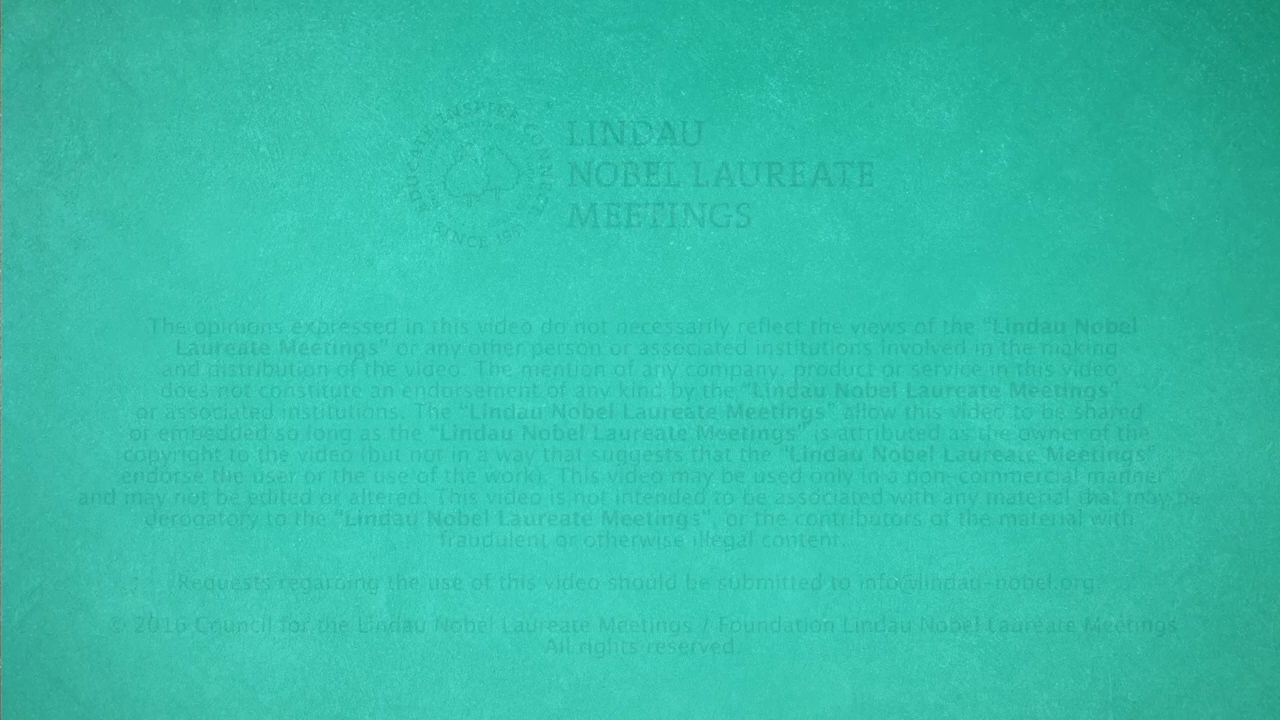 EDUCATE INSPIRE CONNECT
SINCE 1951
LINDAU
NOBEL LAUREATE
MEETINGS
The opinions expressed in this video do not necessarily reflect the views of the “Lindau Nobel
Laureate Meetings” or any other person or associated institutions involved in the making
and distribution of the video. The mention of any company, product or service in this video
does not constitute an endorsement of any kind by the “Lindau Nobel Laureate Meetings”
or associated institutions. The “Lindau Nobel Laureate Meetings” allow this video to be shared
or embedded so long as the “Lindau Nobel Laureate Meetings” is attributed as the owner of the
copyright to the video (but not in a way that suggests that the “Lindau Nobel Laureate Meetings”
endorse the user or the use of the work). This video may be used only in a non-commercial manner
and may not be edited or altered. This video is not intended to be associated with any material that may be
derogatory to the “Lindau Nobel Laureate Meetings”, or the contributors of the material with
fraudulent or otherwise illegal content.
Requests regarding the use of this video should be submitted to info@lindau-nobel.org.
© 2016 Council for the Lindau Nobel Laureate Meetings / Foundation Lindau Nobel Laureate Meetings
All rights reserved.